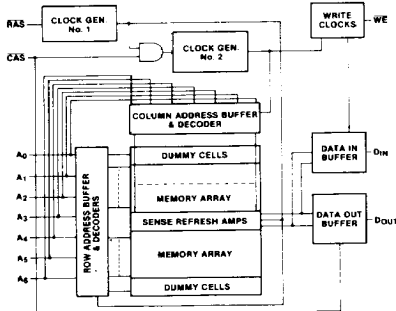 RAS
CLOCK GEN.
No. 1
WRITE
CLOCKS
WE
CAS
CLOCK GEN.
No. 2
COLUMN ADDRESS BUFFER
& DECODER
DATA IN
BUFFER
DIN
A0
A1
A2
A3
A4
A5
A6
ROW ADDRESS BUFFER
& DECODERS
DUMMY CELLS
MEMORY ARRAY
SENSE REFRESH AMPS
MEMORY ARRAY
DUMMY CELLS
DATA OUT
BUFFER
DOUT